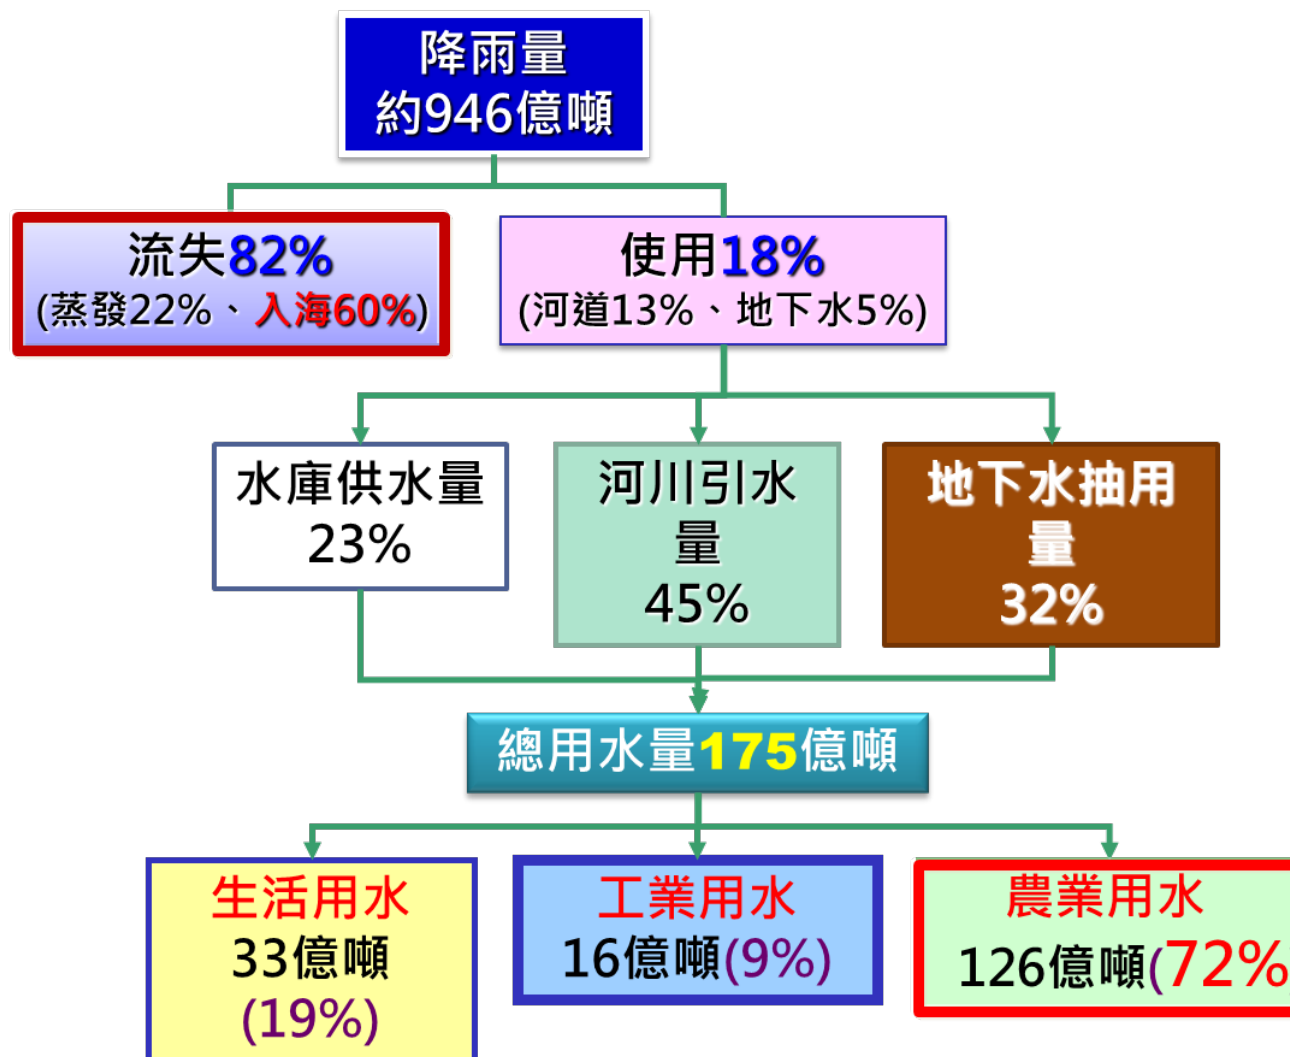 降雨量
約946億噸
流失82%
(蒸發22%、入海60%)
使用18%
(河道13%、地下水5%)
水庫供水量
23%
河川引水
量
45%
地下水抽用
量
32%
總用水量175億噸
生活用水
33億噸
(19%)
工業用水
16億噸(9%)
農業用水
126億噸(72%